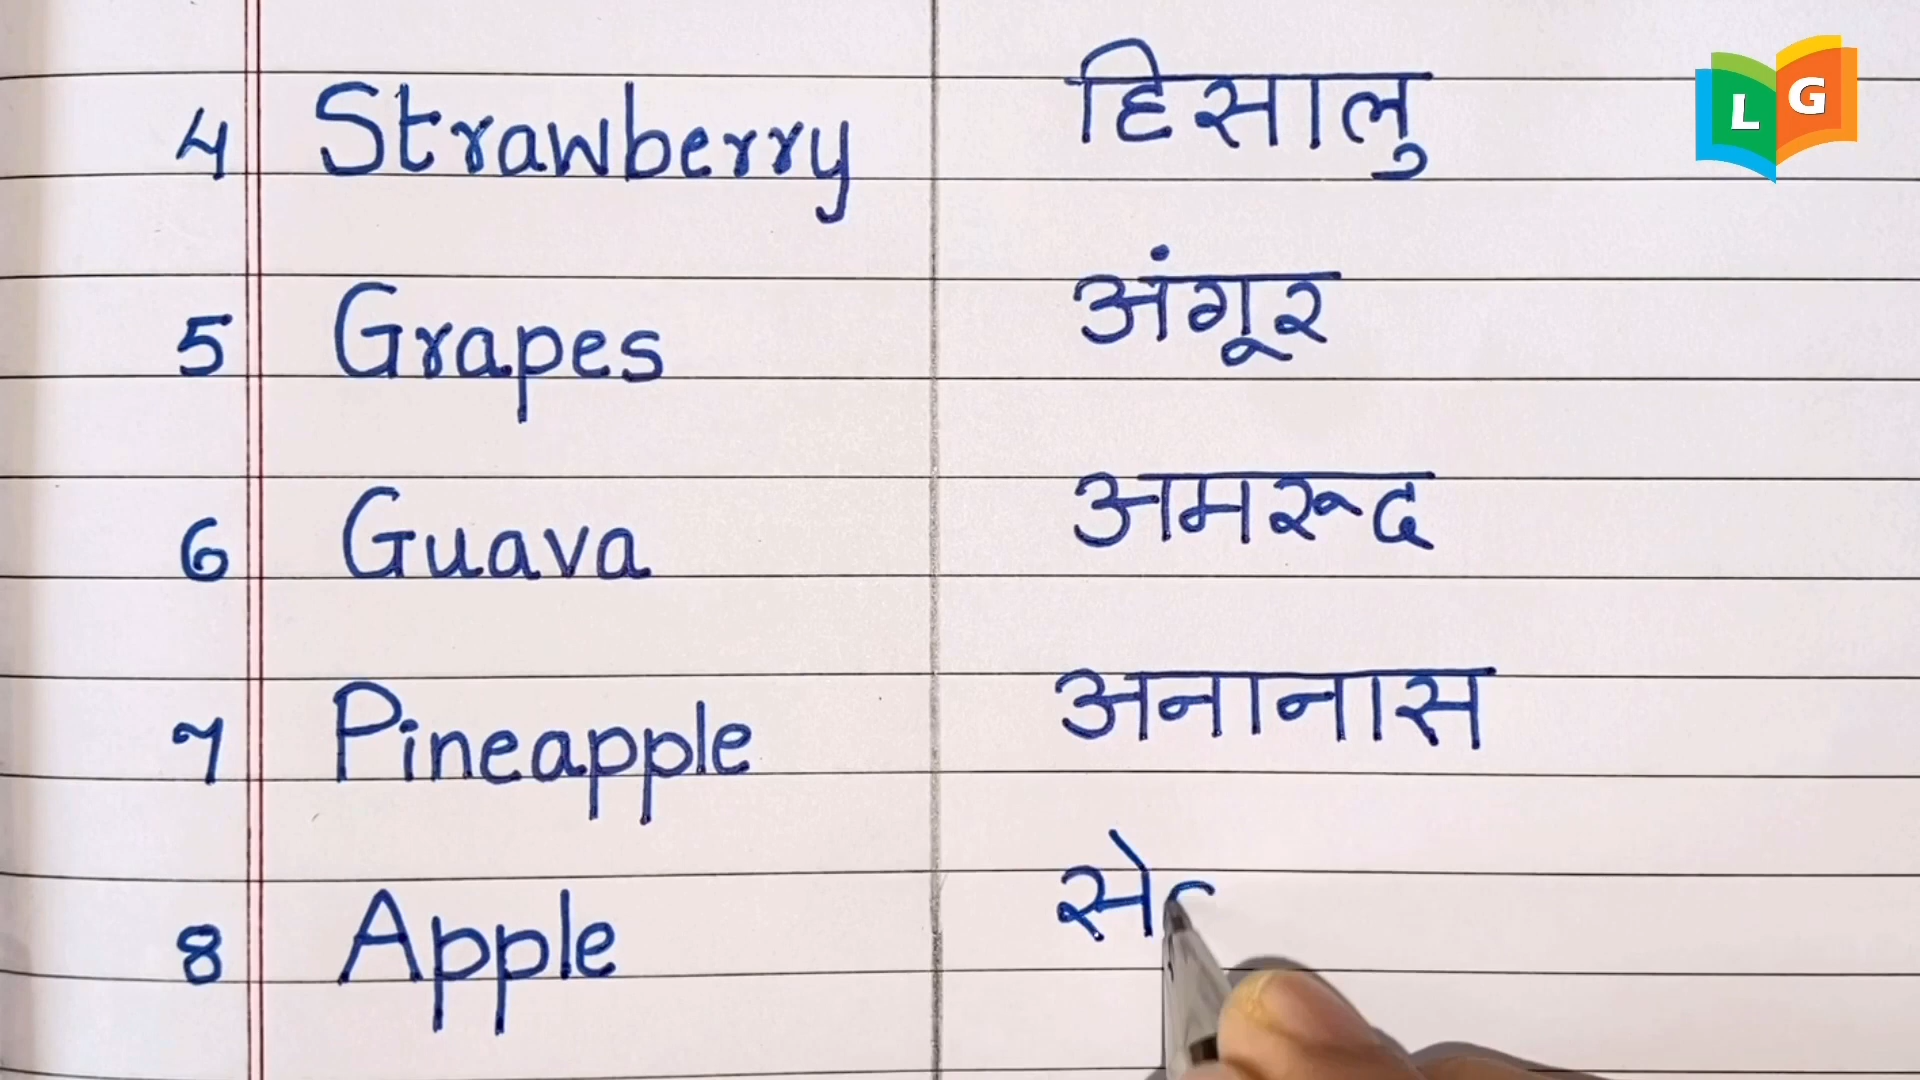 LG
4 Strawberry हिसालु
5 Grapes अंगूर
6 Guava अमरूद
7 Pineapple अनानास
8 Apple